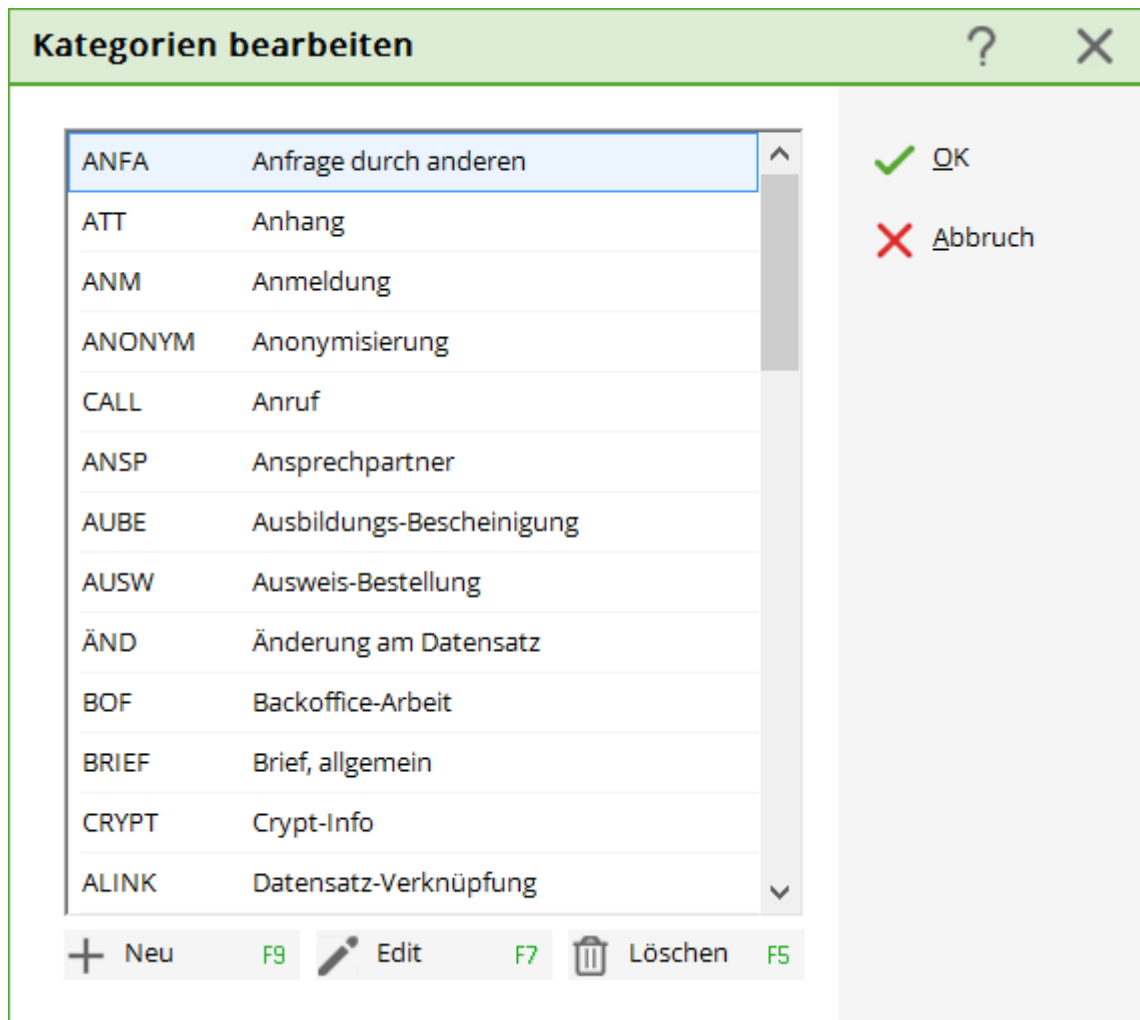 Kategorien bearbeiten ?
ANFA Anfrage durch anderen
ATT Anhang
ANM Anmeldung
ANONYM Anonymisierung
CALL Anruf
ANSP Ansprechpartner
AUBE Ausbildungs-Bescheinigung
AUSW Ausweis-Bestellung
ÄND Änderung am Datensatz
BOF Backoffice-Arbeit
BRIEF Brief, allgemein
CRYPT Crypt-Info
ALINK Datensatz-Verknüpfung
Neu F9 Edit F7 Löschen F5
OK
Abbruch